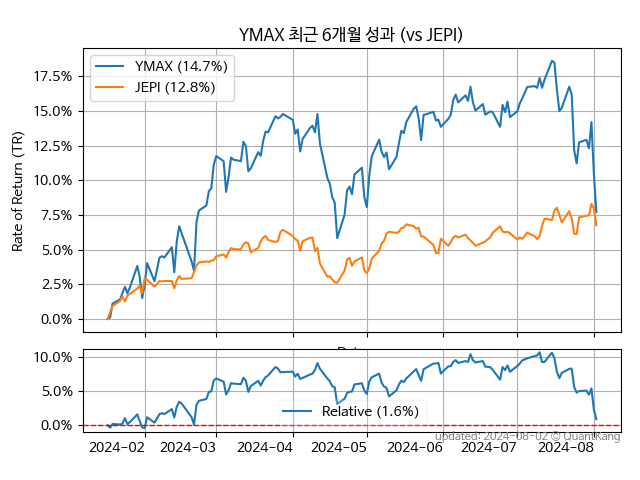 YMAX 최근 6개월 성과 (vs JEPI)
YMAX (14.7%)
JEPI (12.8%)
Rate of Return (TR)
17.5%
15.0%
12.5%
10.0%
7.5%
5.0%
2.5%
0.0%
10.0%
5.0%
0.0%
Relative (1.6%)
updated: 2024-08-02 © QuantKang
2024-02 2024-03 2024-04 2024-05 2024-06 2024-07 2024-08